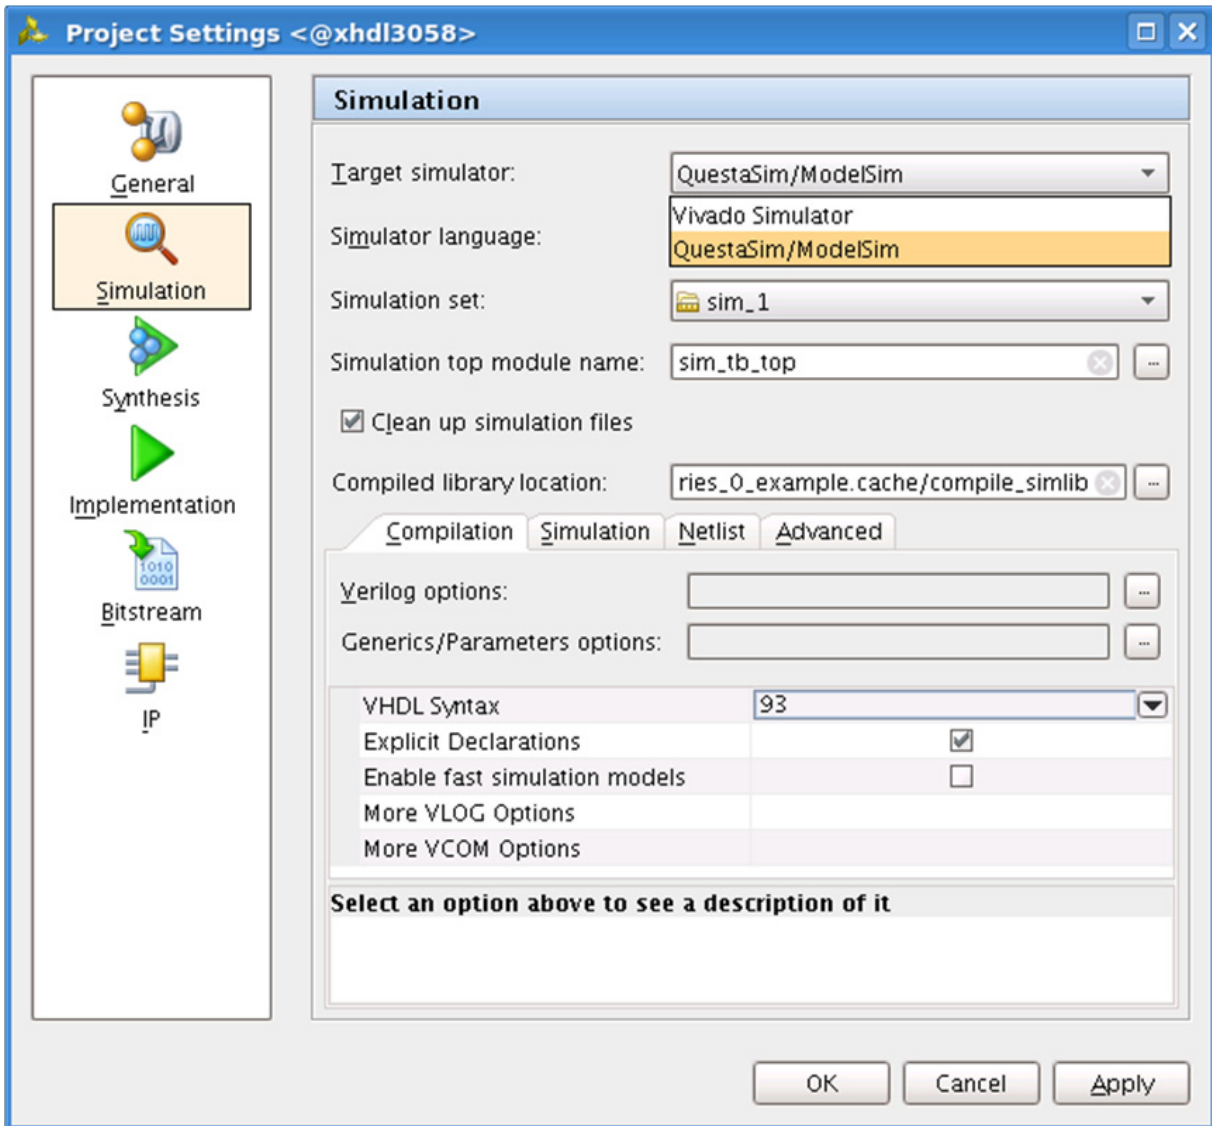 Project Settings <@xhdl3058>
General
Simulation
Synthesis
Implementation
1010
0001
Bitstream
IP
Simulation
Target simulator: QuestaSim/ModelSim
Vivado Simulator
Simulator language: QuestaSim/ModelSim
Simulation set: sim_1
Simulation top module name: sim_tb_top ...
Clean up simulation files
Compiled library location: ries_0_example.cache/compile_simlib ...
Compilation Simulation Netlist Advanced
Verilog options: ...
Generics/Parameters options: ...
VHDL Syntax 93
Explicit Declarations
Enable fast simulation models
More VLOG Options
More VCOM Options
Select an option above to see a description of it
OK Cancel Apply